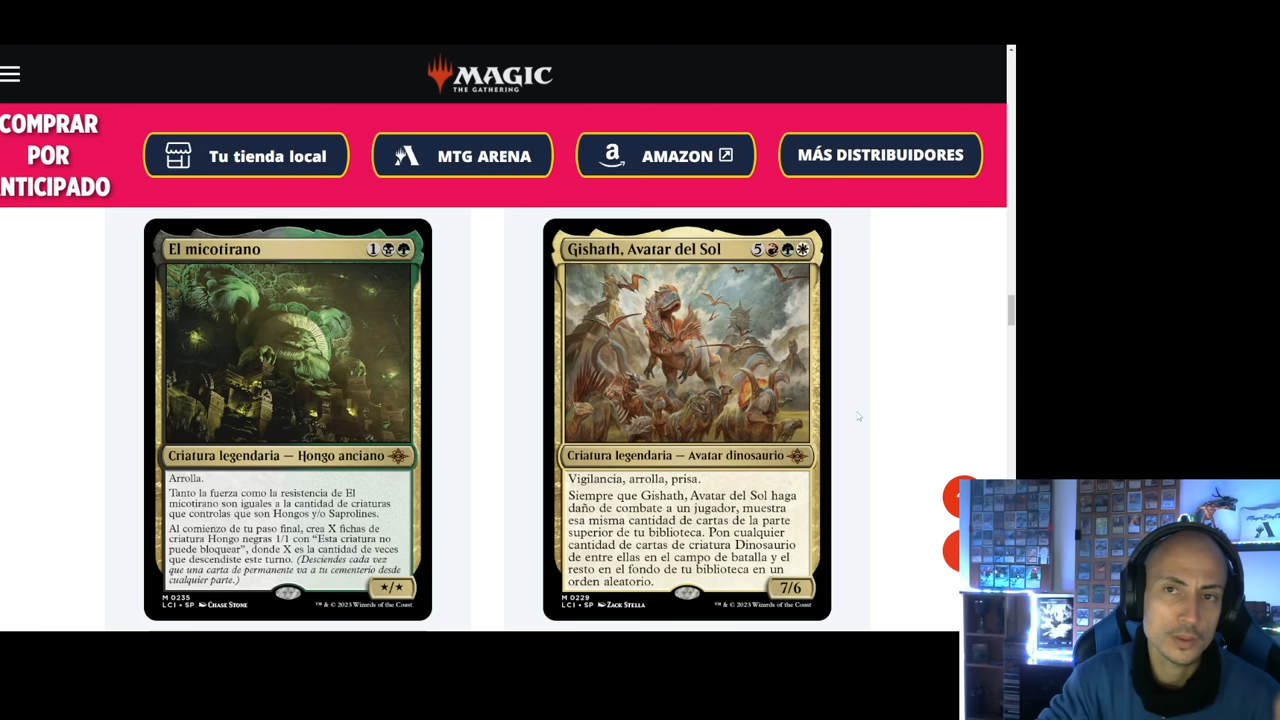 MAGIC
THE GATHERING
COMPRAR
POR
NTICIPADO
Tu tienda local
MTG ARENA
AMAZON
MÁS DISTRIBUIDORES
El micotirano 1
Criatura legendaria — Hongo anciano
Arrolla.
Tanto la fuerza como la resistencia de El
micotirano son iguales a la cantidad de criaturas
que controlas que son Hongos y/o Saprolines.
Al comienzo de tu paso final, crea X fichas de
criatura Hongo negras 1/1 con “Esta criatura no
puede bloquear”, donde X es la cantidad de veces
que descendiste este turno. (Desciendes cada vez
que una carta de permanente va a tu cementerio desde
cualquier parte.)
★/★
M 0235
LCI • SP CHASE STONE
™ & © 2023 Wizards of the Coast
Gishath, Avatar del Sol 5
Criatura legendaria — Avatar dinosaurio
Vigilancia, arrolla, prisa.
Siempre que Gishath, Avatar del Sol haga
daño de combate a un jugador, muestra
esa misma cantidad de cartas de la parte
superior de tu biblioteca. Pon cualquier
cantidad de cartas de criatura Dinosaurio
de entre ellas en el campo de batalla y el
resto en el fondo de tu biblioteca en un
orden aleatorio.
7/6
M 0229
LCI • SP ZACK STELLA
™ & © 2023 Wizards of the Coast